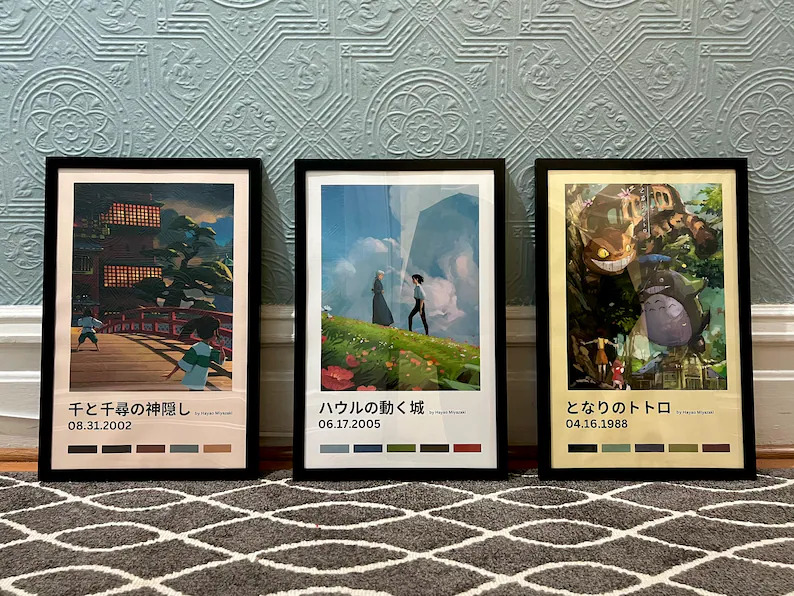 千と千尋の神隠し by Hayao Miyazaki
08.31.2002
ハウルの動く城 by Hayao Miyazaki
06.17.2005
となりのトトロ by Hayao Miyazaki
04.16.1988